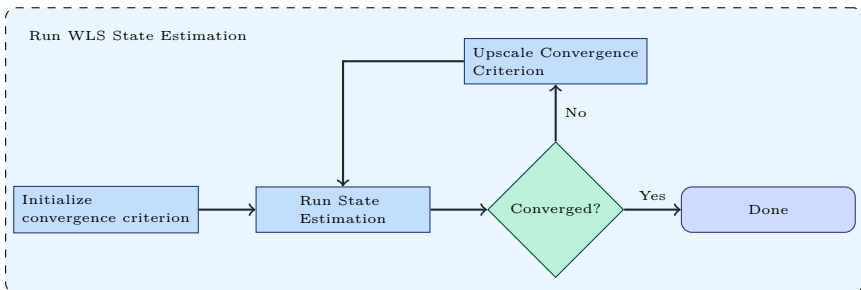 Run WLS State Estimation
Upscale Convergence
Criterion
No
Initialize
convergence criterion
Run State
Estimation
Converged?
Yes
Done